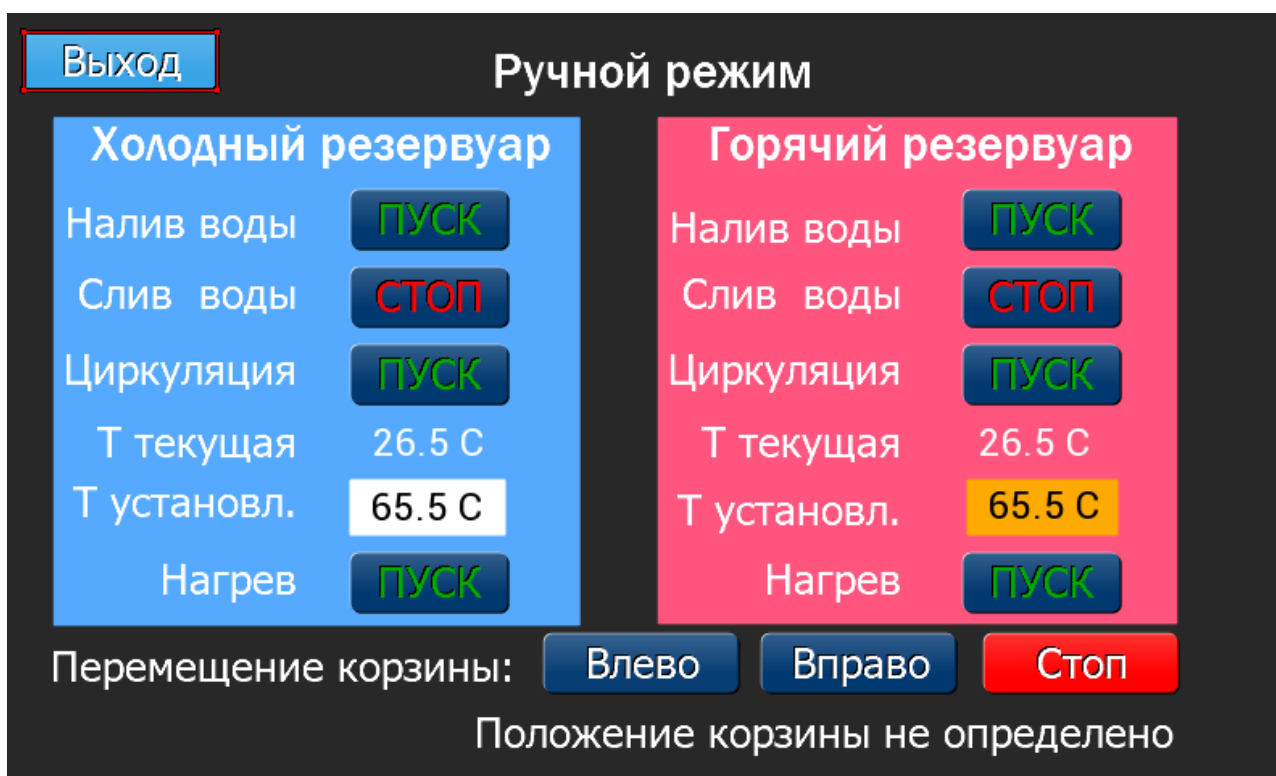 Выход
Ручной режим
Холодный резервуар
Налив воды ПУСК
Слив воды СТОП
Циркуляция ПУСК
Т текущая 26.5 C
Т установл. 65.5 C
Нагрев ПУСК
Горячий резервуар
Налив воды ПУСК
Слив воды СТОП
Циркуляция ПУСК
Т текущая 26.5 C
Т установл. 65.5 C
Нагрев ПУСК
Перемещение корзины: Влево Вправо Стоп
Положение корзины не определено